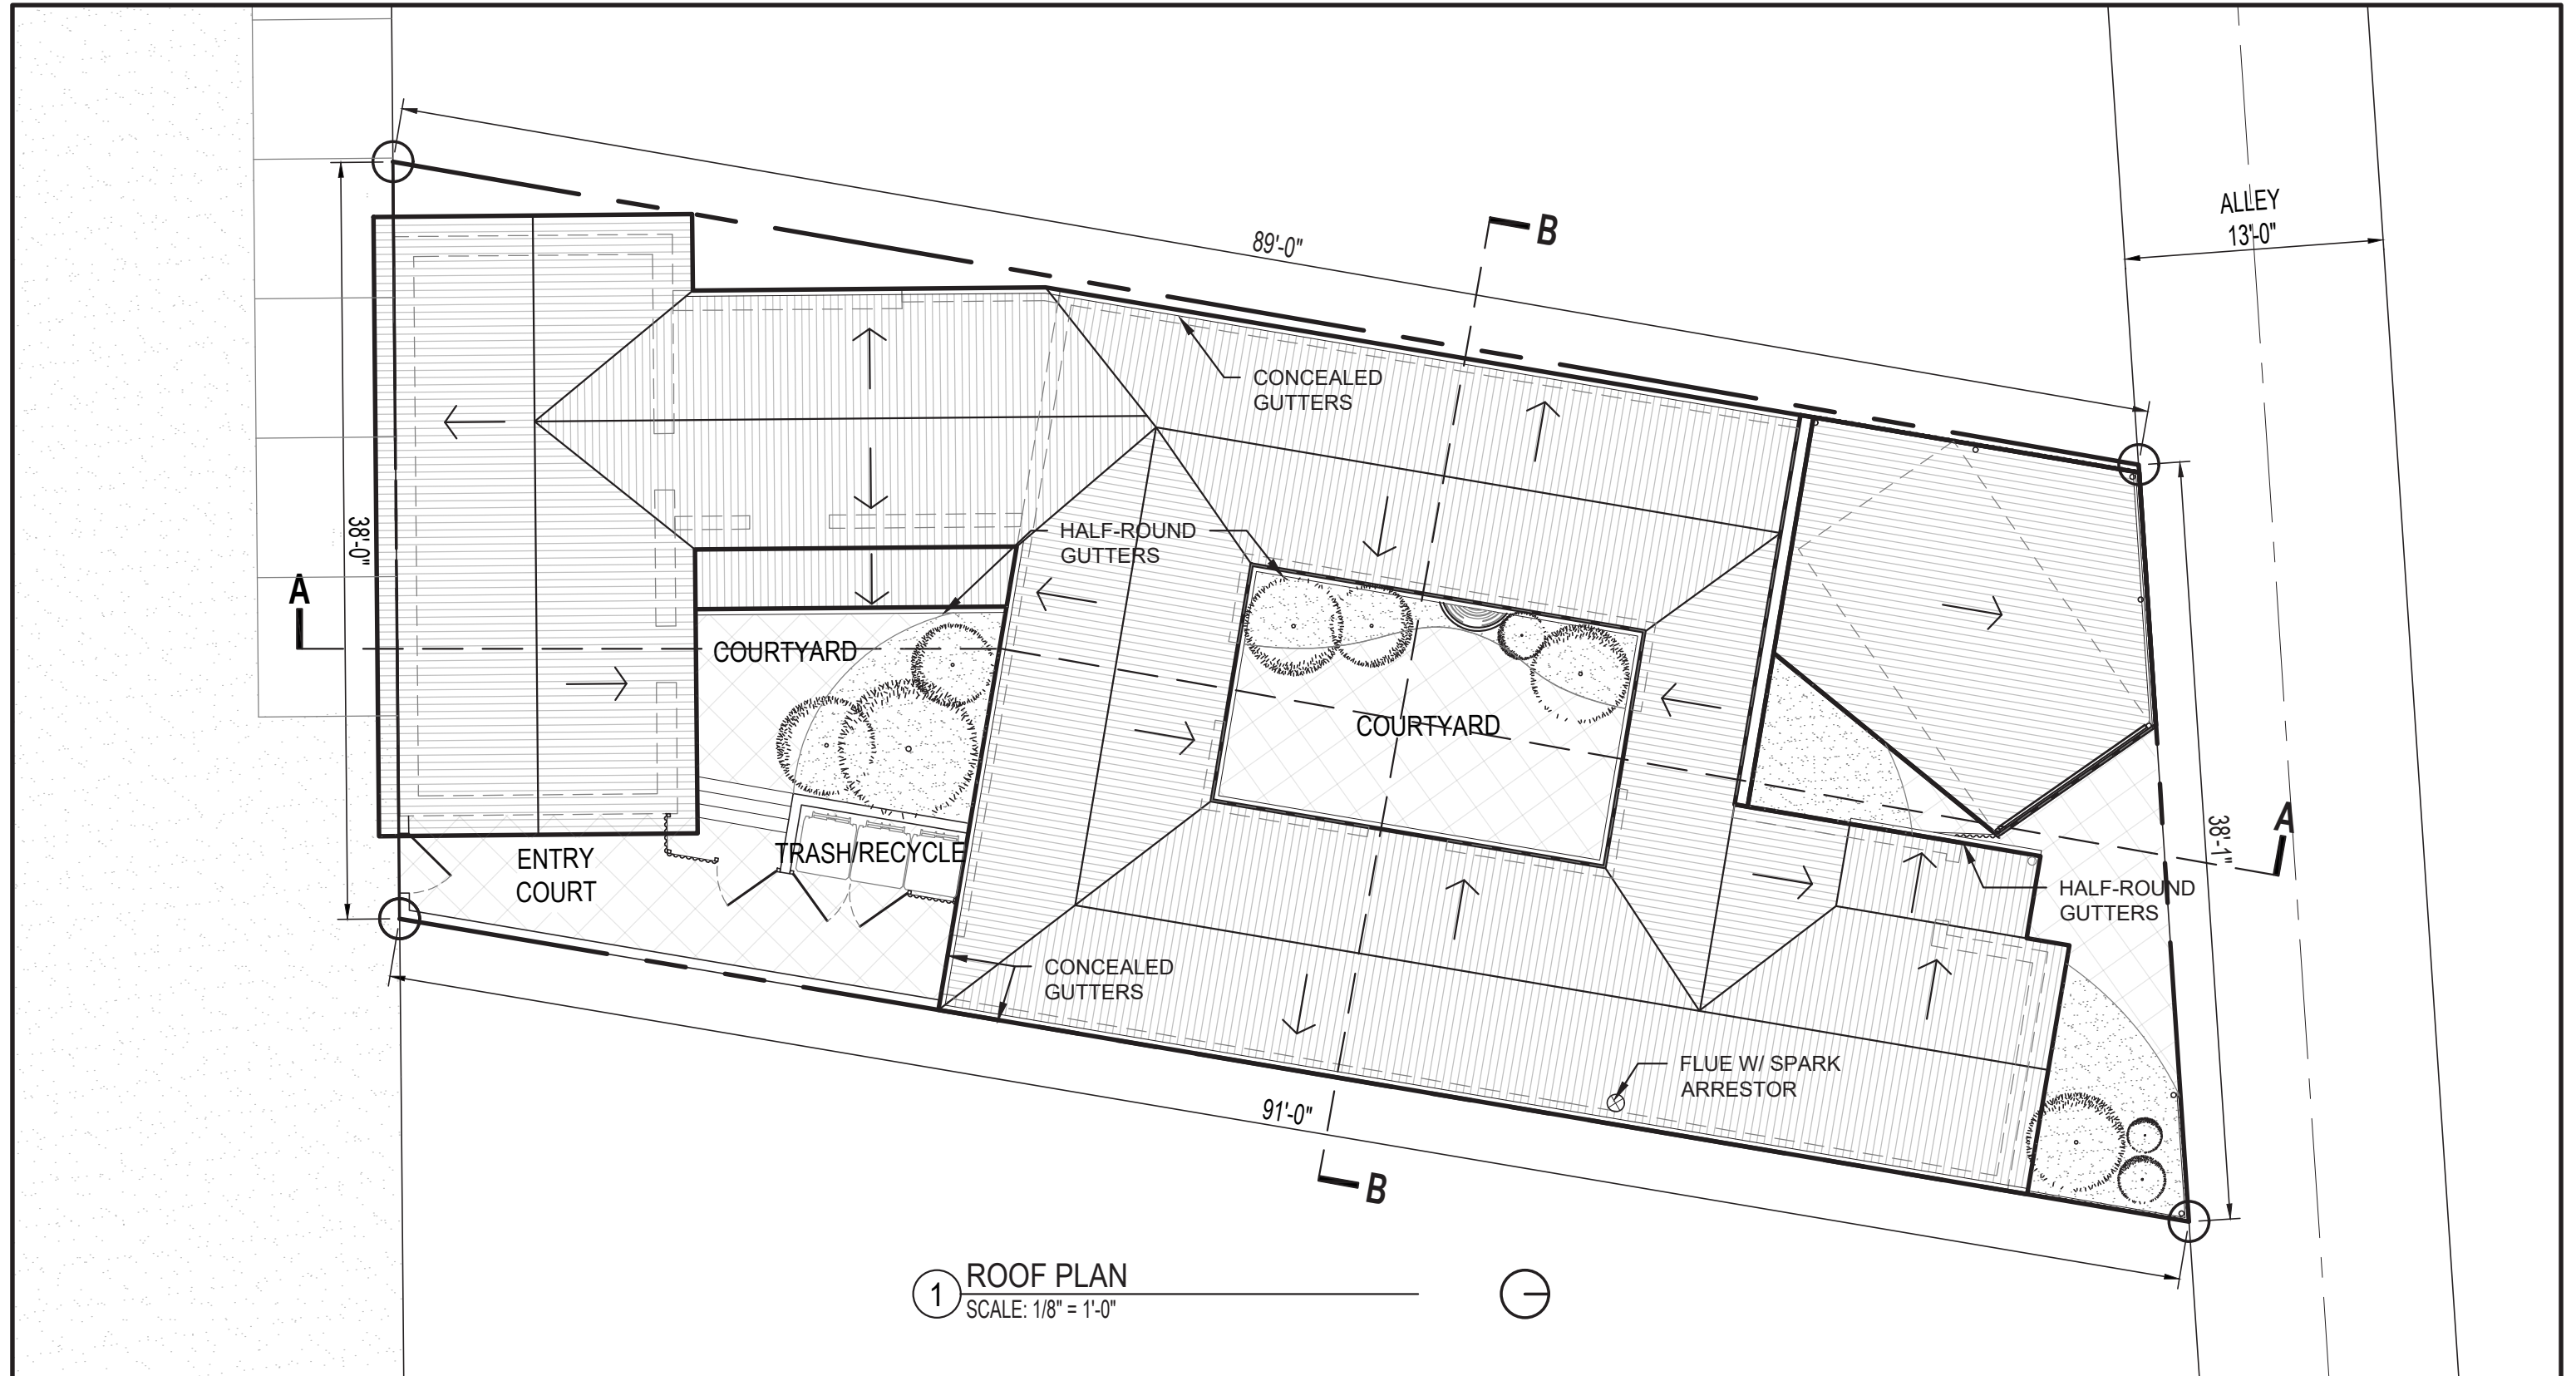 ALLEY
13'-0"
B
89'-0"
CONCEALED
GUTTERS
38'-0"
HALF-ROUND
GUTTERS
A
COURTYARD
COURTYARD
A
38'-1"
TRASH/RECYCLE
ENTRY
COURT
HALF-ROUND
GUTTERS
CONCEALED
GUTTERS
FLUE W/ SPARK
ARRESTOR
91'-0"
B
1
ROOF PLAN
SCALE: 1/8" = 1'-0"